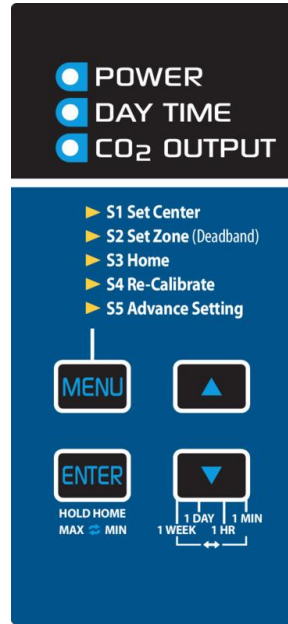 POWER
DAY TIME
CO₂ OUTPUT
S1 Set Center
S2 Set Zone (Deadband)
S3 Home
S4 Re-Calibrate
S5 Advance Setting
MENU
ENTER
HOLD HOME
MAX MIN
1 DAY 1 MIN
1 WEEK 1 HR